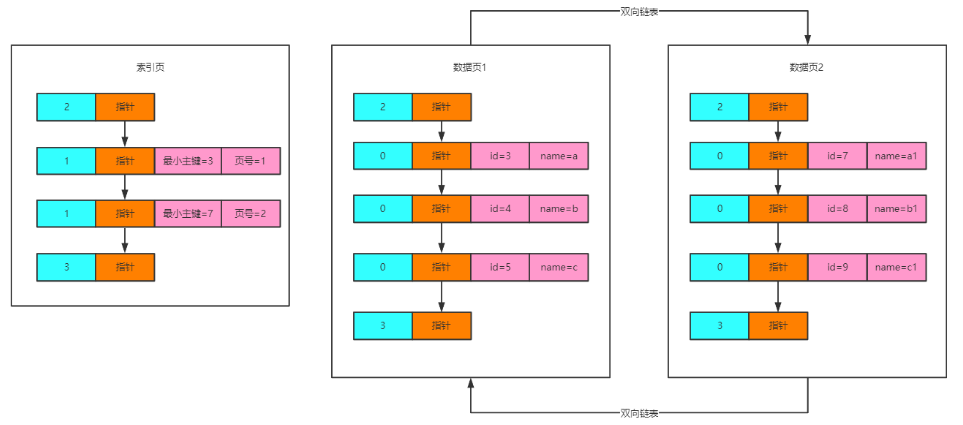 双向链表
索引页
2 指针
1 指针 最小主键=3 页号=1
1 指针 最小主键=7 页号=2
3 指针
数据页1
2 指针
0 指针 id=3 name=a
0 指针 id=4 name=b
0 指针 id=5 name=c
3 指针
数据页2
2 指针
0 指针 id=7 name=a1
0 指针 id=8 name=b1
0 指针 id=9 name=c1
3 指针
双向链表